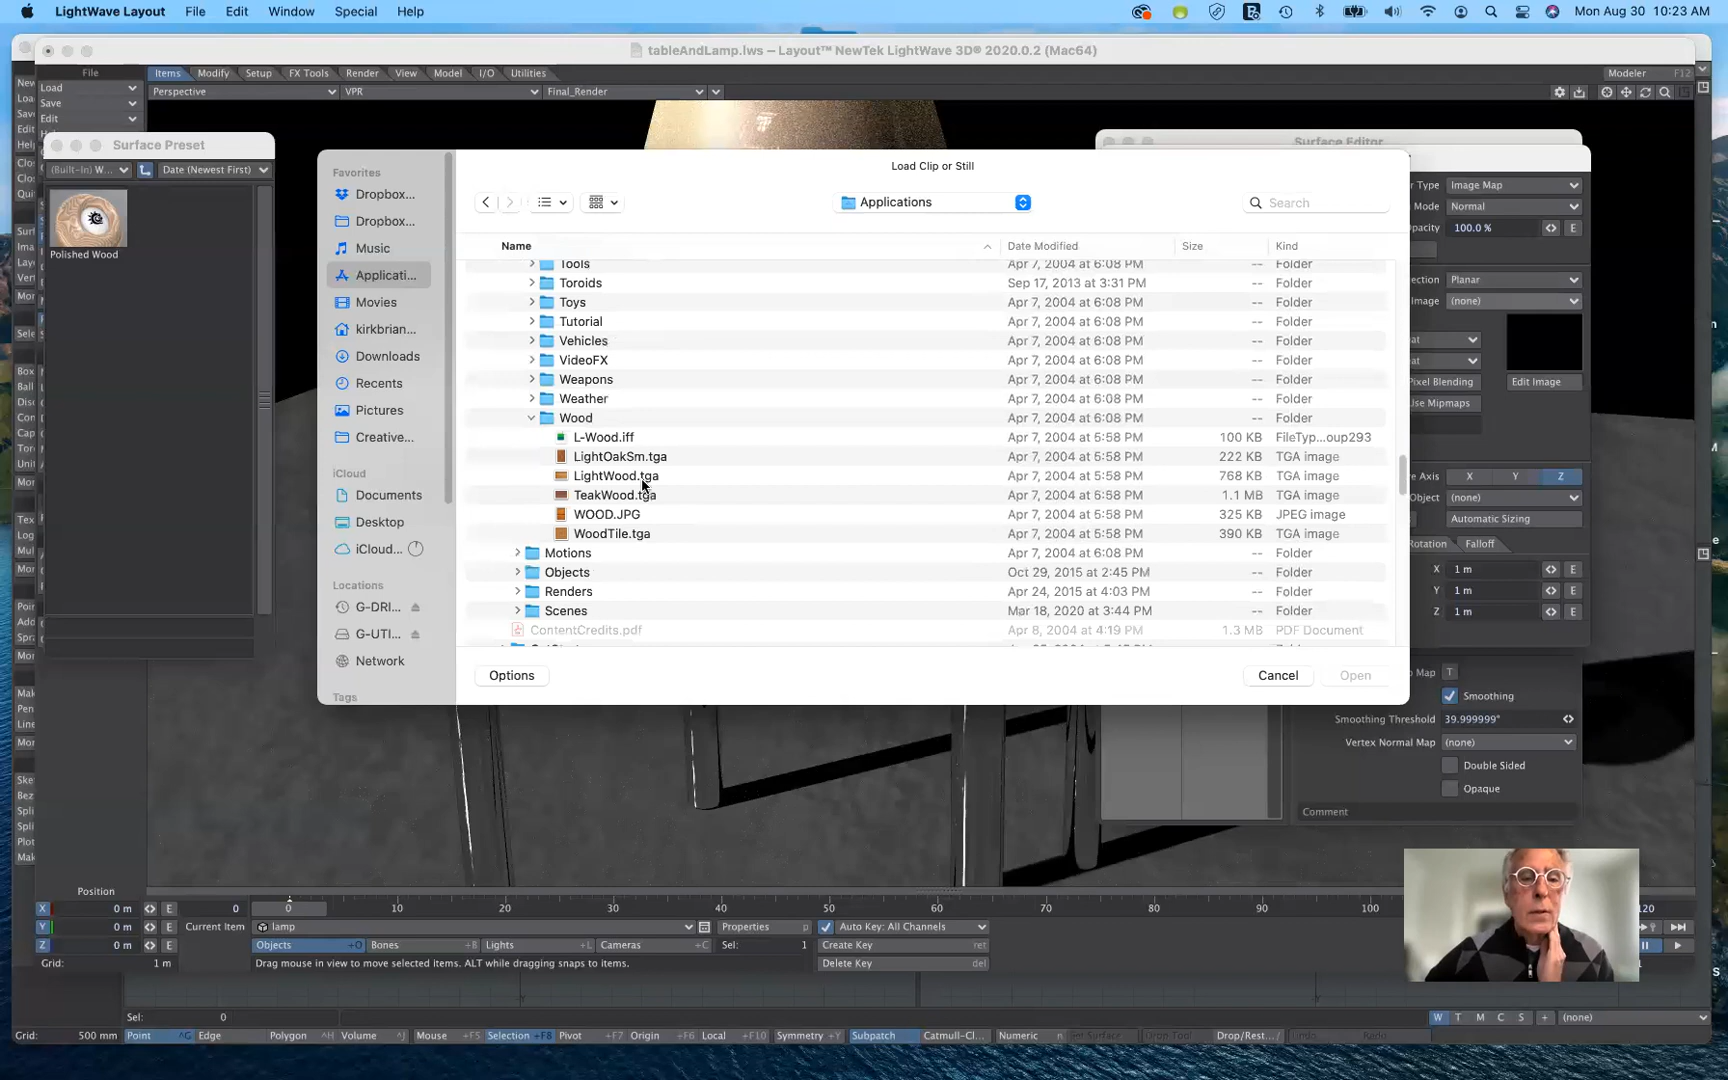 LightWave Layout File Edit Window Special Help Mon Aug 30 10:23 AM
tableAndLamp.lws — Layout™ NewTek LightWave 3D® 2020.0.2 (Mac64)
File Items Modify Setup FX Tools Render View Model I/O Utilities Modeler F12
Load
Save
Edit
Perspective VPR Final_Render
Surface Preset
(Built-In) W... Date (Newest First)
Polished Wood
Surface Editor
Load Clip or Still
Favorites
Dropbox...
Dropbox...
Music
Applicati...
Movies
kirkbrian...
Downloads
Recents
Pictures
Creative...
iCloud
Documents
Desktop
iCloud...
Locations
G-DRI...
G-UTI...
Network
Tags
Applications
Search
Name Date Modified Size Kind
Tools Apr 7, 2004 at 6:08 PM -- Folder
Toroids Sep 17, 2013 at 3:31 PM -- Folder
Toys Apr 7, 2004 at 6:08 PM -- Folder
Tutorial Apr 7, 2004 at 6:08 PM -- Folder
Vehicles Apr 7, 2004 at 6:08 PM -- Folder
VideoFX Apr 7, 2004 at 6:08 PM -- Folder
Weapons Apr 7, 2004 at 6:08 PM -- Folder
Weather Apr 7, 2004 at 6:08 PM -- Folder
Wood Apr 7, 2004 at 6:08 PM -- Folder
L-Wood.iff Apr 7, 2004 at 5:58 PM 100 KB FileTyp...oup293
LightOakSm.tga Apr 7, 2004 at 5:58 PM 222 KB TGA image
LightWood.tga Apr 7, 2004 at 5:58 PM 768 KB TGA image
TeakWood.tga Apr 7, 2004 at 5:58 PM 1.1 MB TGA image
WOOD.JPG Apr 7, 2004 at 5:58 PM 325 KB JPEG image
WoodTile.tga Apr 7, 2004 at 5:58 PM 390 KB TGA image
Motions Apr 7, 2004 at 6:08 PM -- Folder
Objects Oct 29, 2015 at 2:45 PM -- Folder
Renders Apr 24, 2015 at 4:03 PM -- Folder
Scenes Mar 18, 2020 at 3:44 PM -- Folder
ContentCredits.pdf Apr 8, 2004 at 4:19 PM 1.3 MB PDF Document
Options Cancel Open
r Type Image Map
Mode Normal
Opacity 100.0 % E
ection Planar
Image (none)
Pixel Blending Edit Image
Use Mipmaps
re Axis X Y Z
Object (none)
Automatic Sizing
Rotation Falloff
X 1 m E
Y 1 m E
Z 1 m E
Map T
Smoothing
Smoothing Threshold 39.999999°
Vertex Normal Map (none)
Double Sided
Opaque
Comment
Position
X 0 m E 0 0 10 20 30 40 50 60 70 80 90 100 120
Y 0 m E Current Item lamp Properties p Auto Key: All Channels
Z 0 m E Objects +O Bones +B Lights +L Cameras +C Sel: 1 Create Key ret
Grid: 1 m Drag mouse in view to move selected items. ALT while dragging snaps to items. Delete Key del
Sel: 0 W T M C S + (none)
Grid: 500 mm Point ^G Edge Polygon ^H Volume ^J Mouse +F5 Selection +F8 Pivot +F7 Origin +F6 Local +F10 Symmetry +Y Subpatch Catmull-Cl... Numeric n Drop/Rest.../